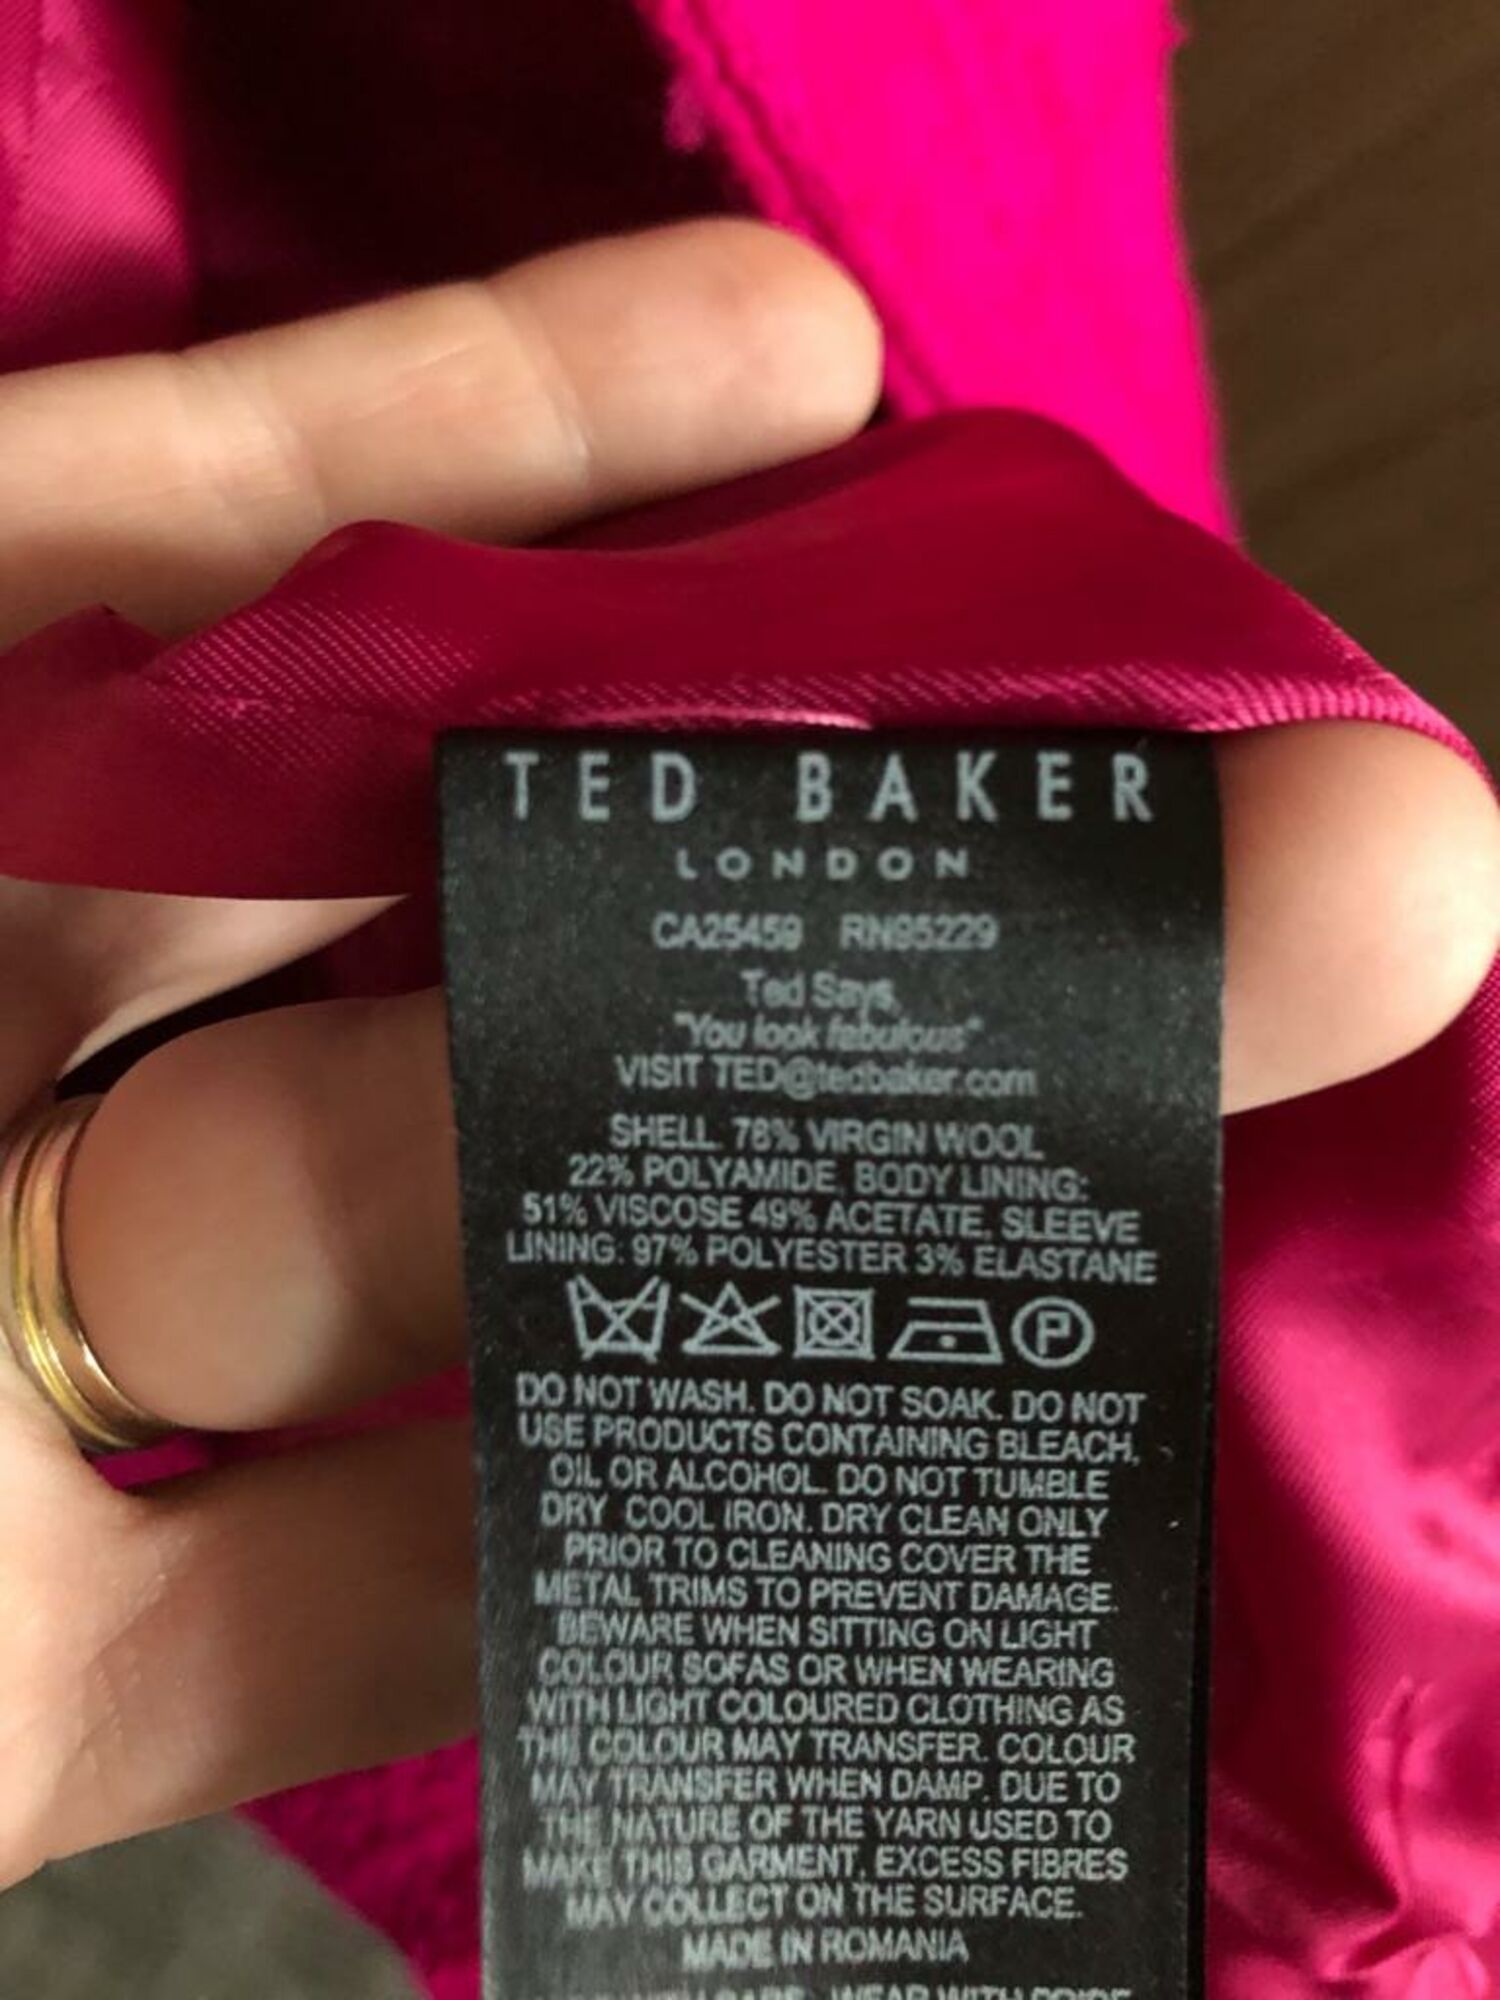 TED BAKER
LONDON
CA25459 RN95229
Ted Says,
"You look fabulous"
VISIT TED@tedbaker.com
SHELL. 78% VIRGIN WOOL
22% POLYAMIDE, BODY LINING:
51% VISCOSE 49% ACETATE, SLEEVE
LINING: 97% POLYESTER 3% ELASTANE
P
DO NOT WASH. DO NOT SOAK. DO NOT
USE PRODUCTS CONTAINING BLEACH,
OIL OR ALCOHOL. DO NOT TUMBLE
DRY COOL IRON. DRY CLEAN ONLY
PRIOR TO CLEANING COVER THE
METAL TRIMS TO PREVENT DAMAGE.
BEWARE WHEN SITTING ON LIGHT
COLOUR SOFAS OR WHEN WEARING
WITH LIGHT COLOURED CLOTHING AS
THE COLOUR MAY TRANSFER. COLOUR
MAY TRANSFER WHEN DAMP. DUE TO
THE NATURE OF THE YARN USED TO
MAKE THIS GARMENT, EXCESS FIBRES
MAY COLLECT ON THE SURFACE.
MADE IN ROMANIA
WEAR WITH PRIDE